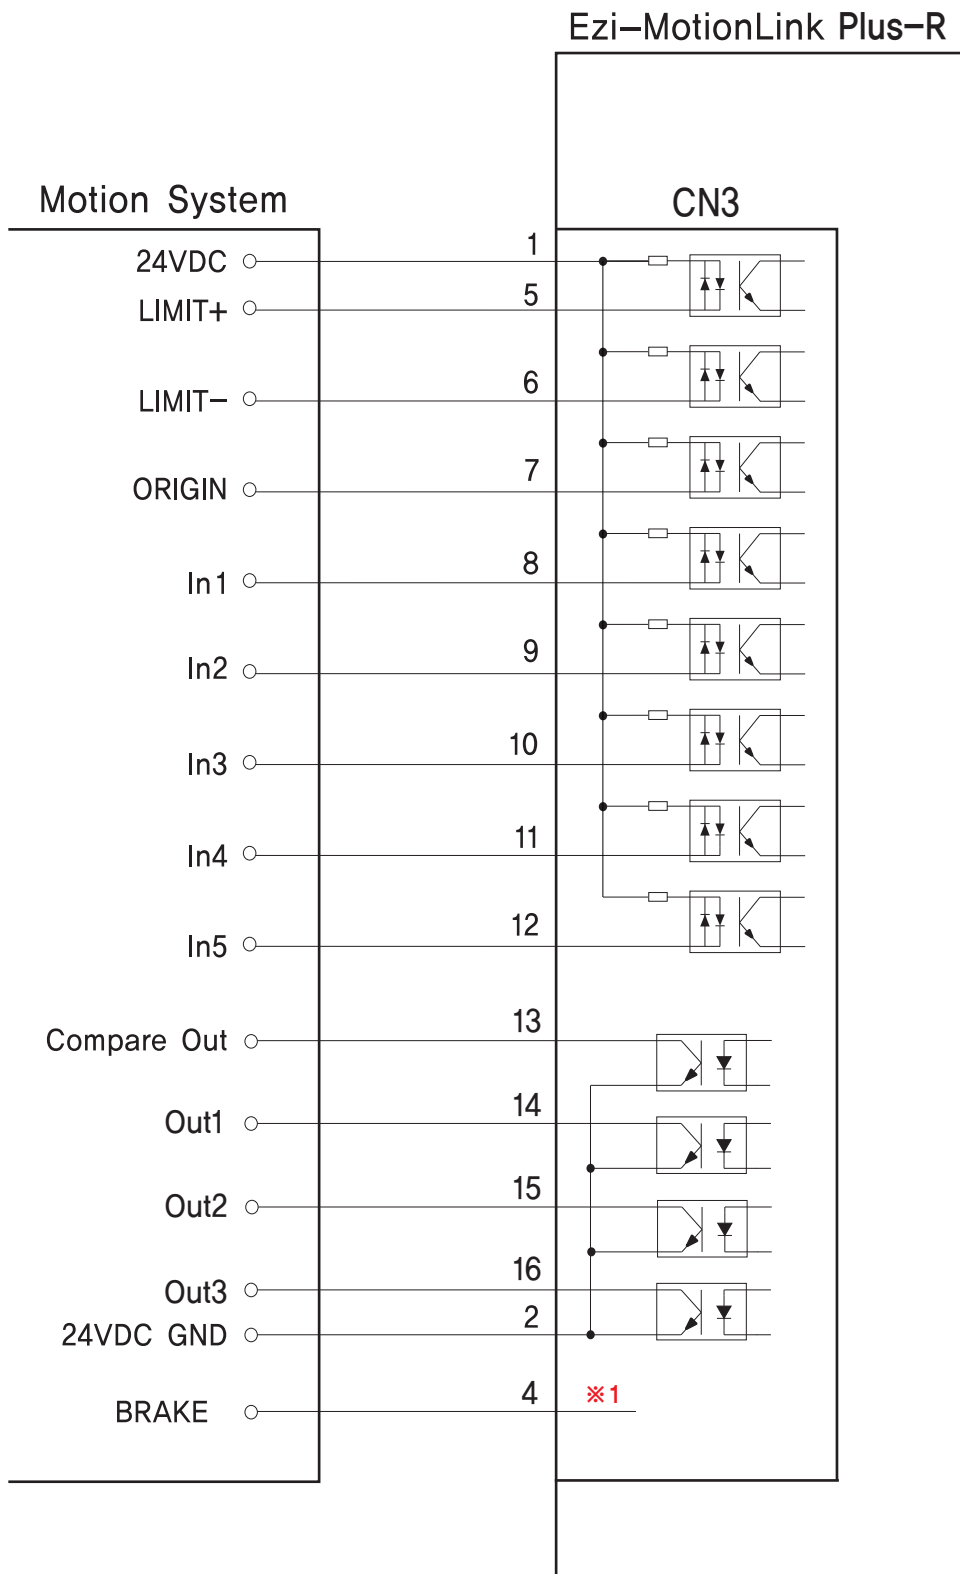 Ezi-MotionLink Plus-R
Motion System
CN3
24VDC 1
LIMIT+ 5
LIMIT- 6
ORIGIN 7
In1 8
In2 9
In3 10
In4 11
In5 12
Compare Out 13
Out1 14
Out2 15
Out3 16
24VDC GND 2
BRAKE 4 ※1